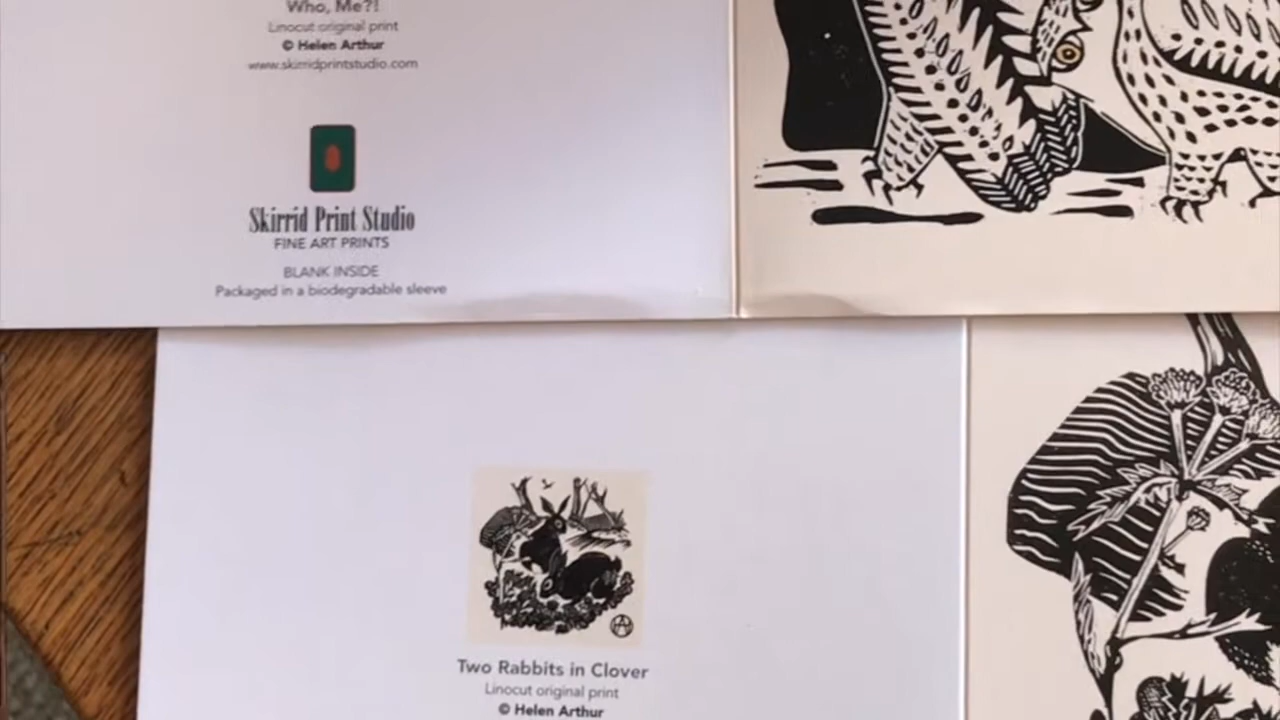 Who, Me?!
Linocut original print
© Helen Arthur
www.skirridprintstudio.com
Skirrid Print Studio
FINE ART PRINTS
BLANK INSIDE
Packaged in a biodegradable sleeve
Two Rabbits in Clover
Linocut original print
© Helen Arthur